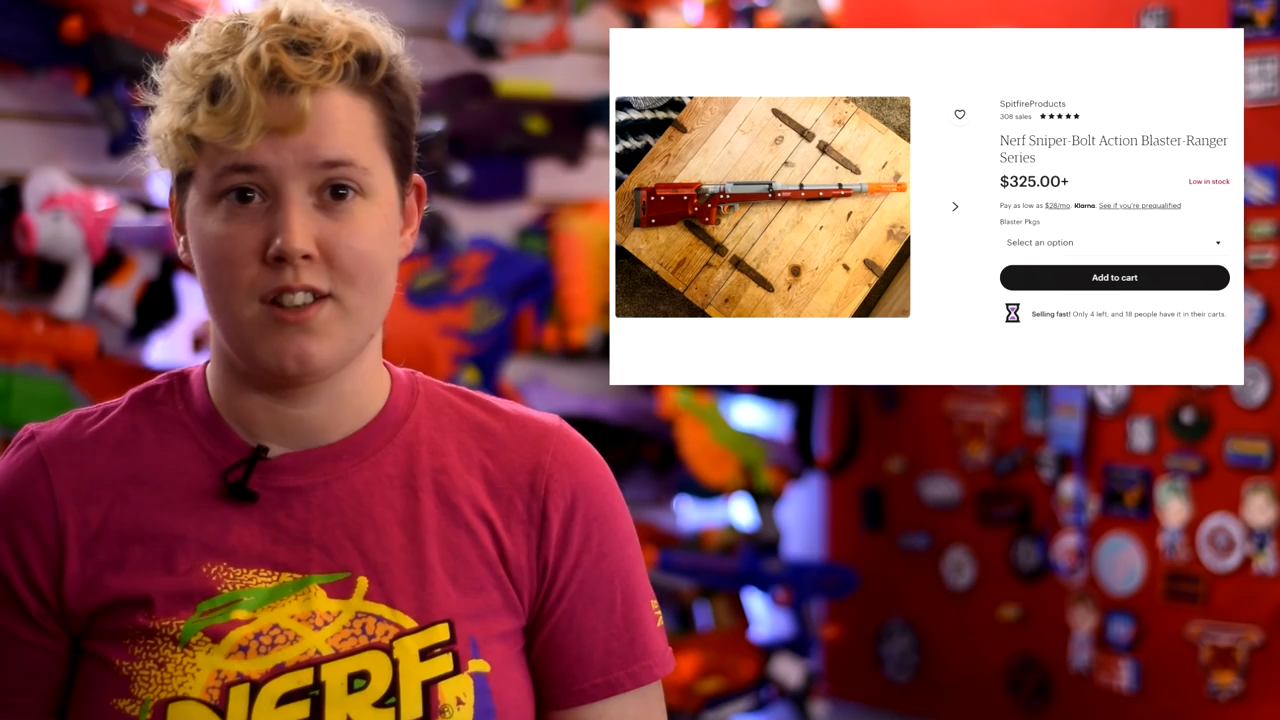 SpitfireProducts
308 sales
Nerf Sniper-Bolt Action Blaster-Ranger
Series
$325.00+
Low in stock
Pay as low as $28/mo. Klarna. See if you're prequalified
Blaster Pkgs
Select an option
Add to cart
Selling fast! Only 4 left, and 18 people have it in their carts.
NERF